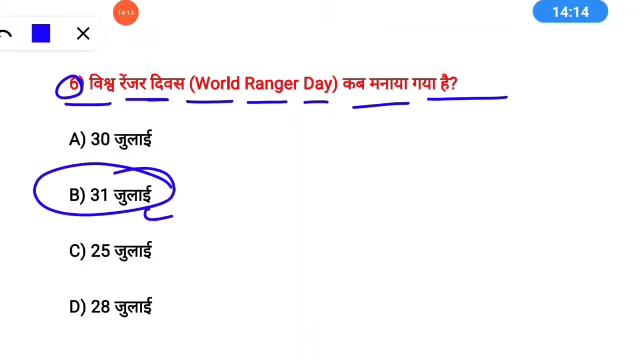 14:14
14:14
6) विश्व रेंजर दिवस (World Ranger Day) कब मनाया गया है?
A) 30 जुलाई
B) 31 जुलाई
C) 25 जुलाई
D) 28 जुलाई